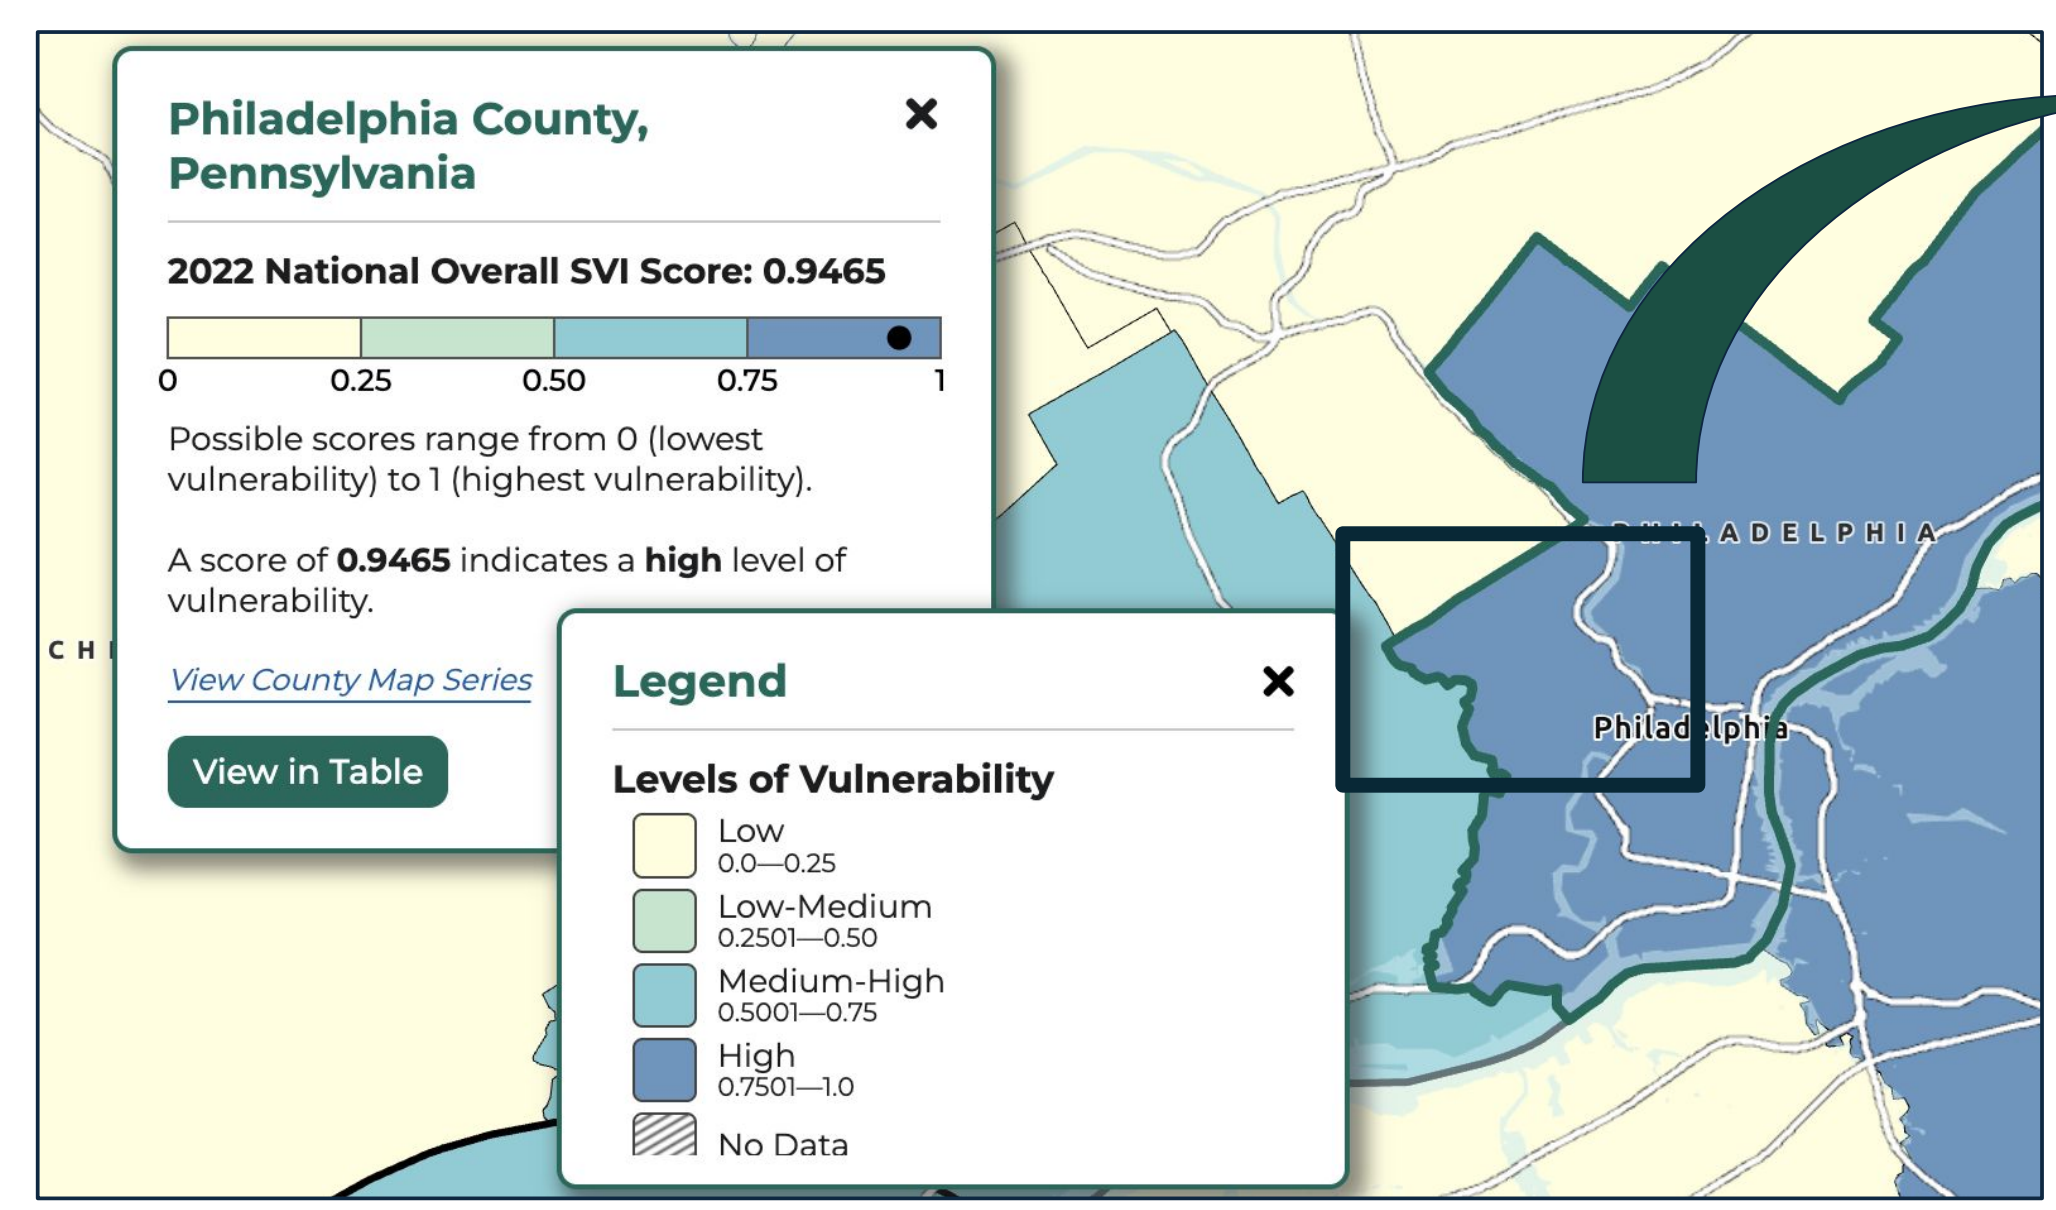 Philadelphia County,
Pennsylvania
2022 National Overall SVI Score: 0.9465
0 0.25 0.50 0.75 1
Possible scores range from 0 (lowest
vulnerability) to 1 (highest vulnerability).
A score of 0.9465 indicates a high level of
vulnerability.
View County Map Series
View in Table
Legend
Levels of Vulnerability
Low
0.0—0.25
Low-Medium
0.2501—0.50
Medium-High
0.5001—0.75
High
0.7501—1.0
No Data
PHILADELPHIA
Philadelphia